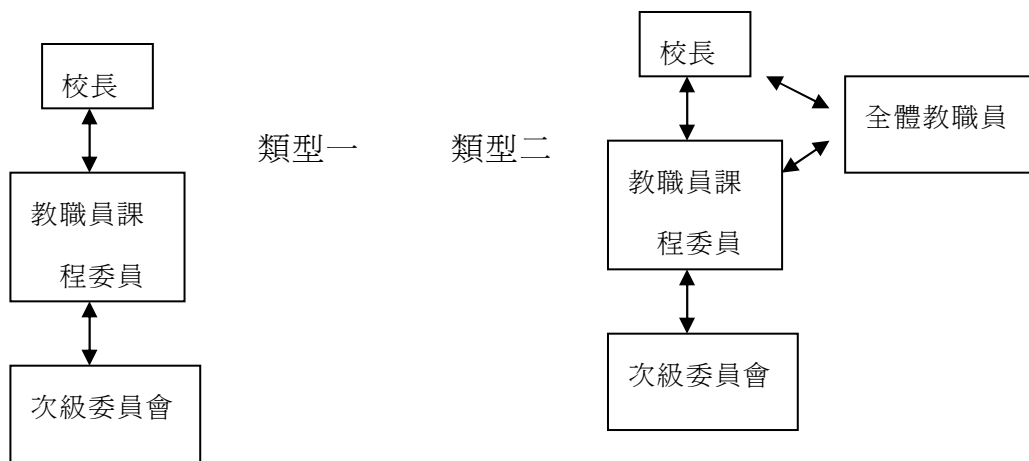 校長
教職員課
程委員
次級委員會
類型一
類型二
校長
教職員課
程委員
次級委員會
全體教職員